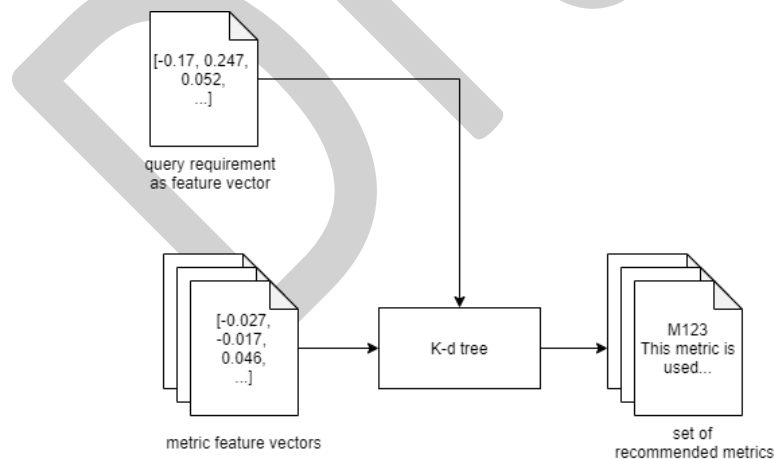 [-0.17, 0.247,
0.052,
...]
query requirement
as feature vector
[-0.027,
-0.017,
0.046,
...]
metric feature vectors
K-d tree
M123
This metric is
used...
set of
recommended metrics